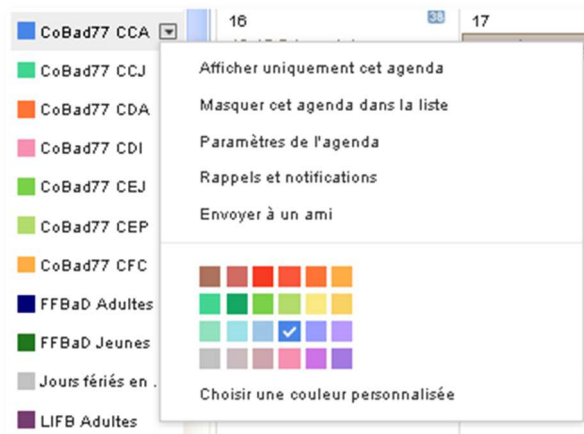 CoBad77 CCA
CoBad77 CCJ
CoBad77 CDA
CoBad77 CDI
CoBad77 CEJ
CoBad77 CEP
CoBad77 CFC
FFBaD Adultes
FFBaD Jeunes
Jours fériés en .
LIFB Adultes
16
38
17
Afficher uniquement cet agenda
Masquer cet agenda dans la liste
Paramètres de l'agenda
Rappels et notifications
Envoyer à un ami
Choisir une couleur personnalisée